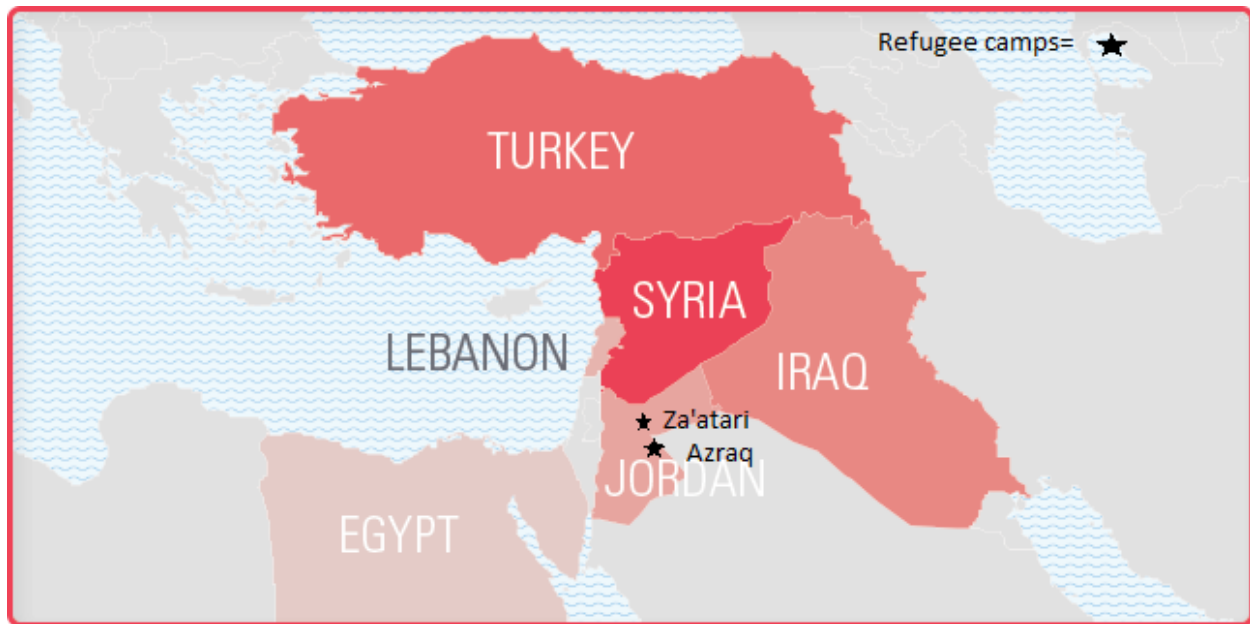 Refugee camps=
TURKEY
SYRIA
LEBANON
IRAQ
Za'atari
Azraq
JORDAN
EGYPT